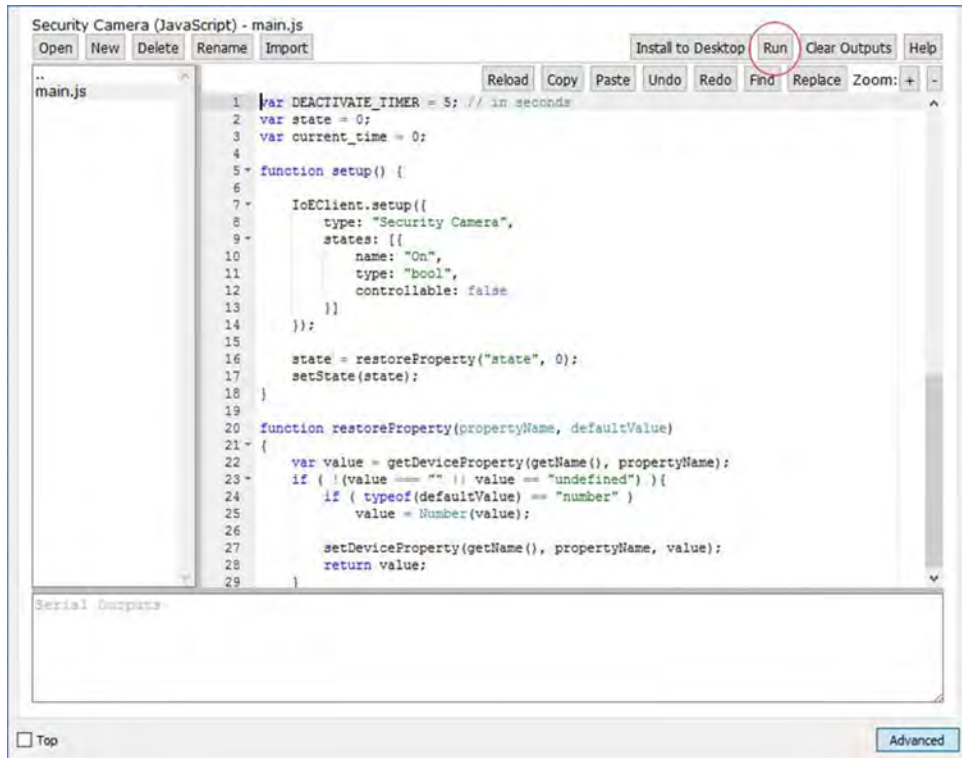 Security Camera (JavaScript) - main.js
Open New Delete Rename Import Install to Desktop Run Clear Outputs Help
Reload Copy Paste Undo Redo Find Replace Zoom: + -
..
main.js
1 var DEACTIVATE_TIMER = 5; // in seconds
2 var state = 0;
3 var current_time = 0;
4
5 function setup() {
6
7     IoEClient.setup({
8         type: "Security Camera",
9         states: [{
10             name: "On",
11             type: "bool",
12             controllable: false
13         }]
14     });
15
16     state = restoreProperty("state", 0);
17     setState(state);
18 }
19
20 function restoreProperty(propertyName, defaultValue)
21 {
22     var value = getDeviceProperty(getName(), propertyName);
23     if ( !(value === "" || value == "undefined") ){
24         if ( typeof(defaultValue) == "number" )
25             value = Number(value);
26
27         setDeviceProperty(getName(), propertyName, value);
28         return value;
29     }
Serial Outputs
Top Advanced